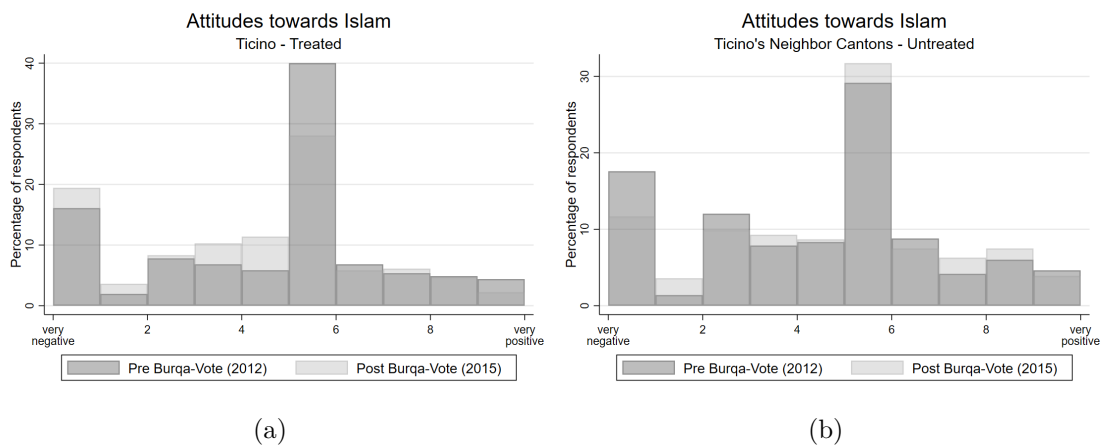 Attitudes towards Islam
Ticino - Treated
Percentage of respondents
40
30
20
10
0
very negative
2
4
6
8
very positive
Pre Burqa-Vote (2012)
Post Burqa-Vote (2015)
(a)
Attitudes towards Islam
Ticino's Neighbor Cantons - Untreated
Percentage of respondents
30
20
10
0
very negative
2
4
6
8
very positive
Pre Burqa-Vote (2012)
Post Burqa-Vote (2015)
(b)